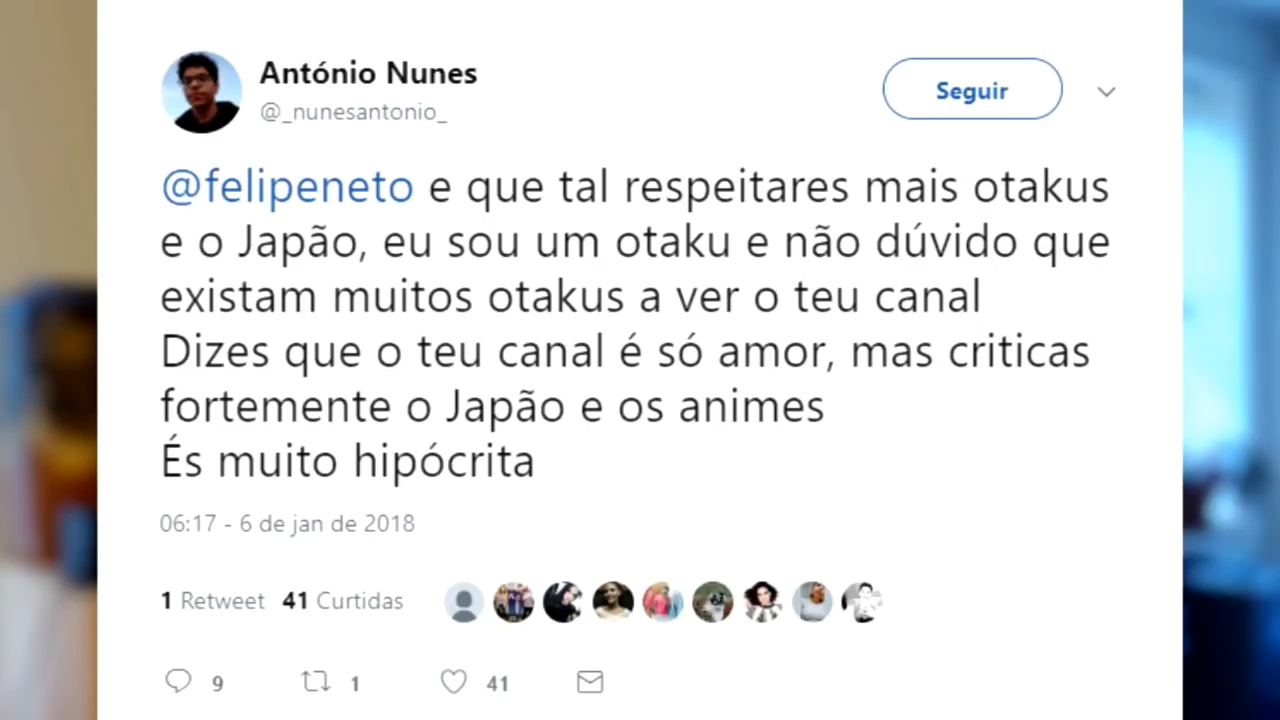 António Nunes
Seguir
@_nunesantonio_
@felipeneto e que tal respeitares mais otakus
e o Japão, eu sou um otaku e não dúvido que
existam muitos otakus a ver o teu canal
Dizes que o teu canal é só amor, mas criticas
fortemente o Japão e os animes
És muito hipócrita
06:17 - 6 de jan de 2018
1 Retweet 41 Curtidas
9 1 41